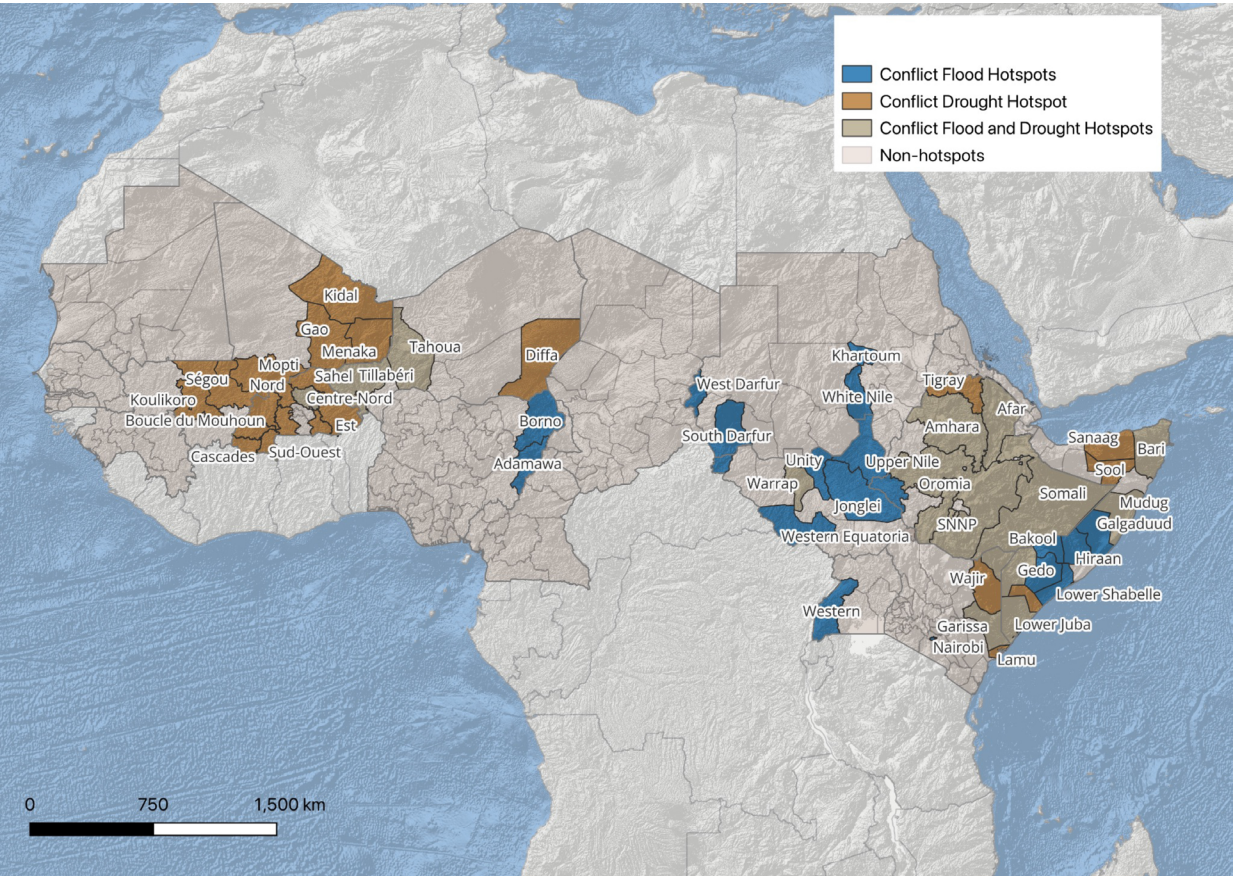 Conflict Flood Hotspots
Conflict Drought Hotspot
Conflict Flood and Drought Hotspots
Non-hotspots
Kidal
Gao
Menaka
Tahoua
Mopti
Ségou
Nord
Sahel
Tillabéri
Koulikoro
Centre-Nord
Boucle du Mouhoun
Est
Cascades
Sud-Ouest
Diffa
Borno
Adamawa
Khartoum
West Darfur
White Nile
South Darfur
Unity
Upper Nile
Warrap
Jonglei
Western Equatoria
Western
Tigray
Afar
Amhara
Oromia
Somali
SNNP
Sanaag
Bari
Sool
Mudug
Galgaduud
Bakool
Hiraan
Gedo
Wajir
Lower Shabelle
Garissa
Lower Juba
Nairobi
Lamu
0
750
1,500 km